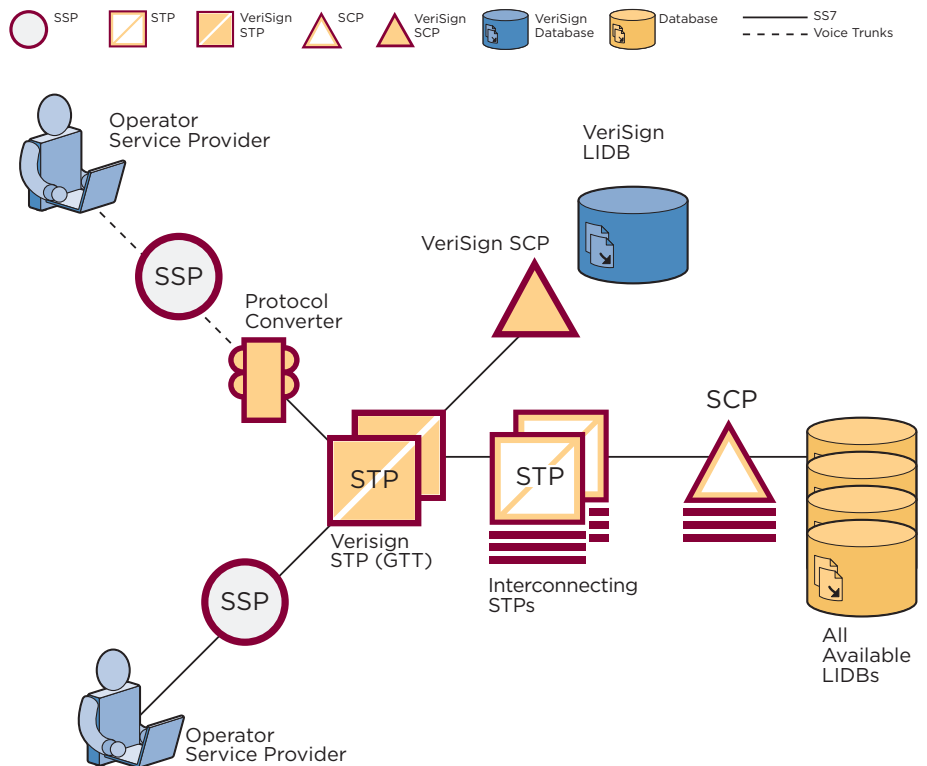 SSP
STP
VeriSign
STP
SCP
VeriSign
SCP
VeriSign
Database
Database
SS7
Voice Trunks
Operator
Service Provider
VeriSign
LIDB
VeriSign SCP
SSP
Protocol
Converter
SCP
STP
STP
Verisign
STP (GTT)
Interconnecting
STPs
SSP
All
Available
LIDBs
Operator
Service Provider